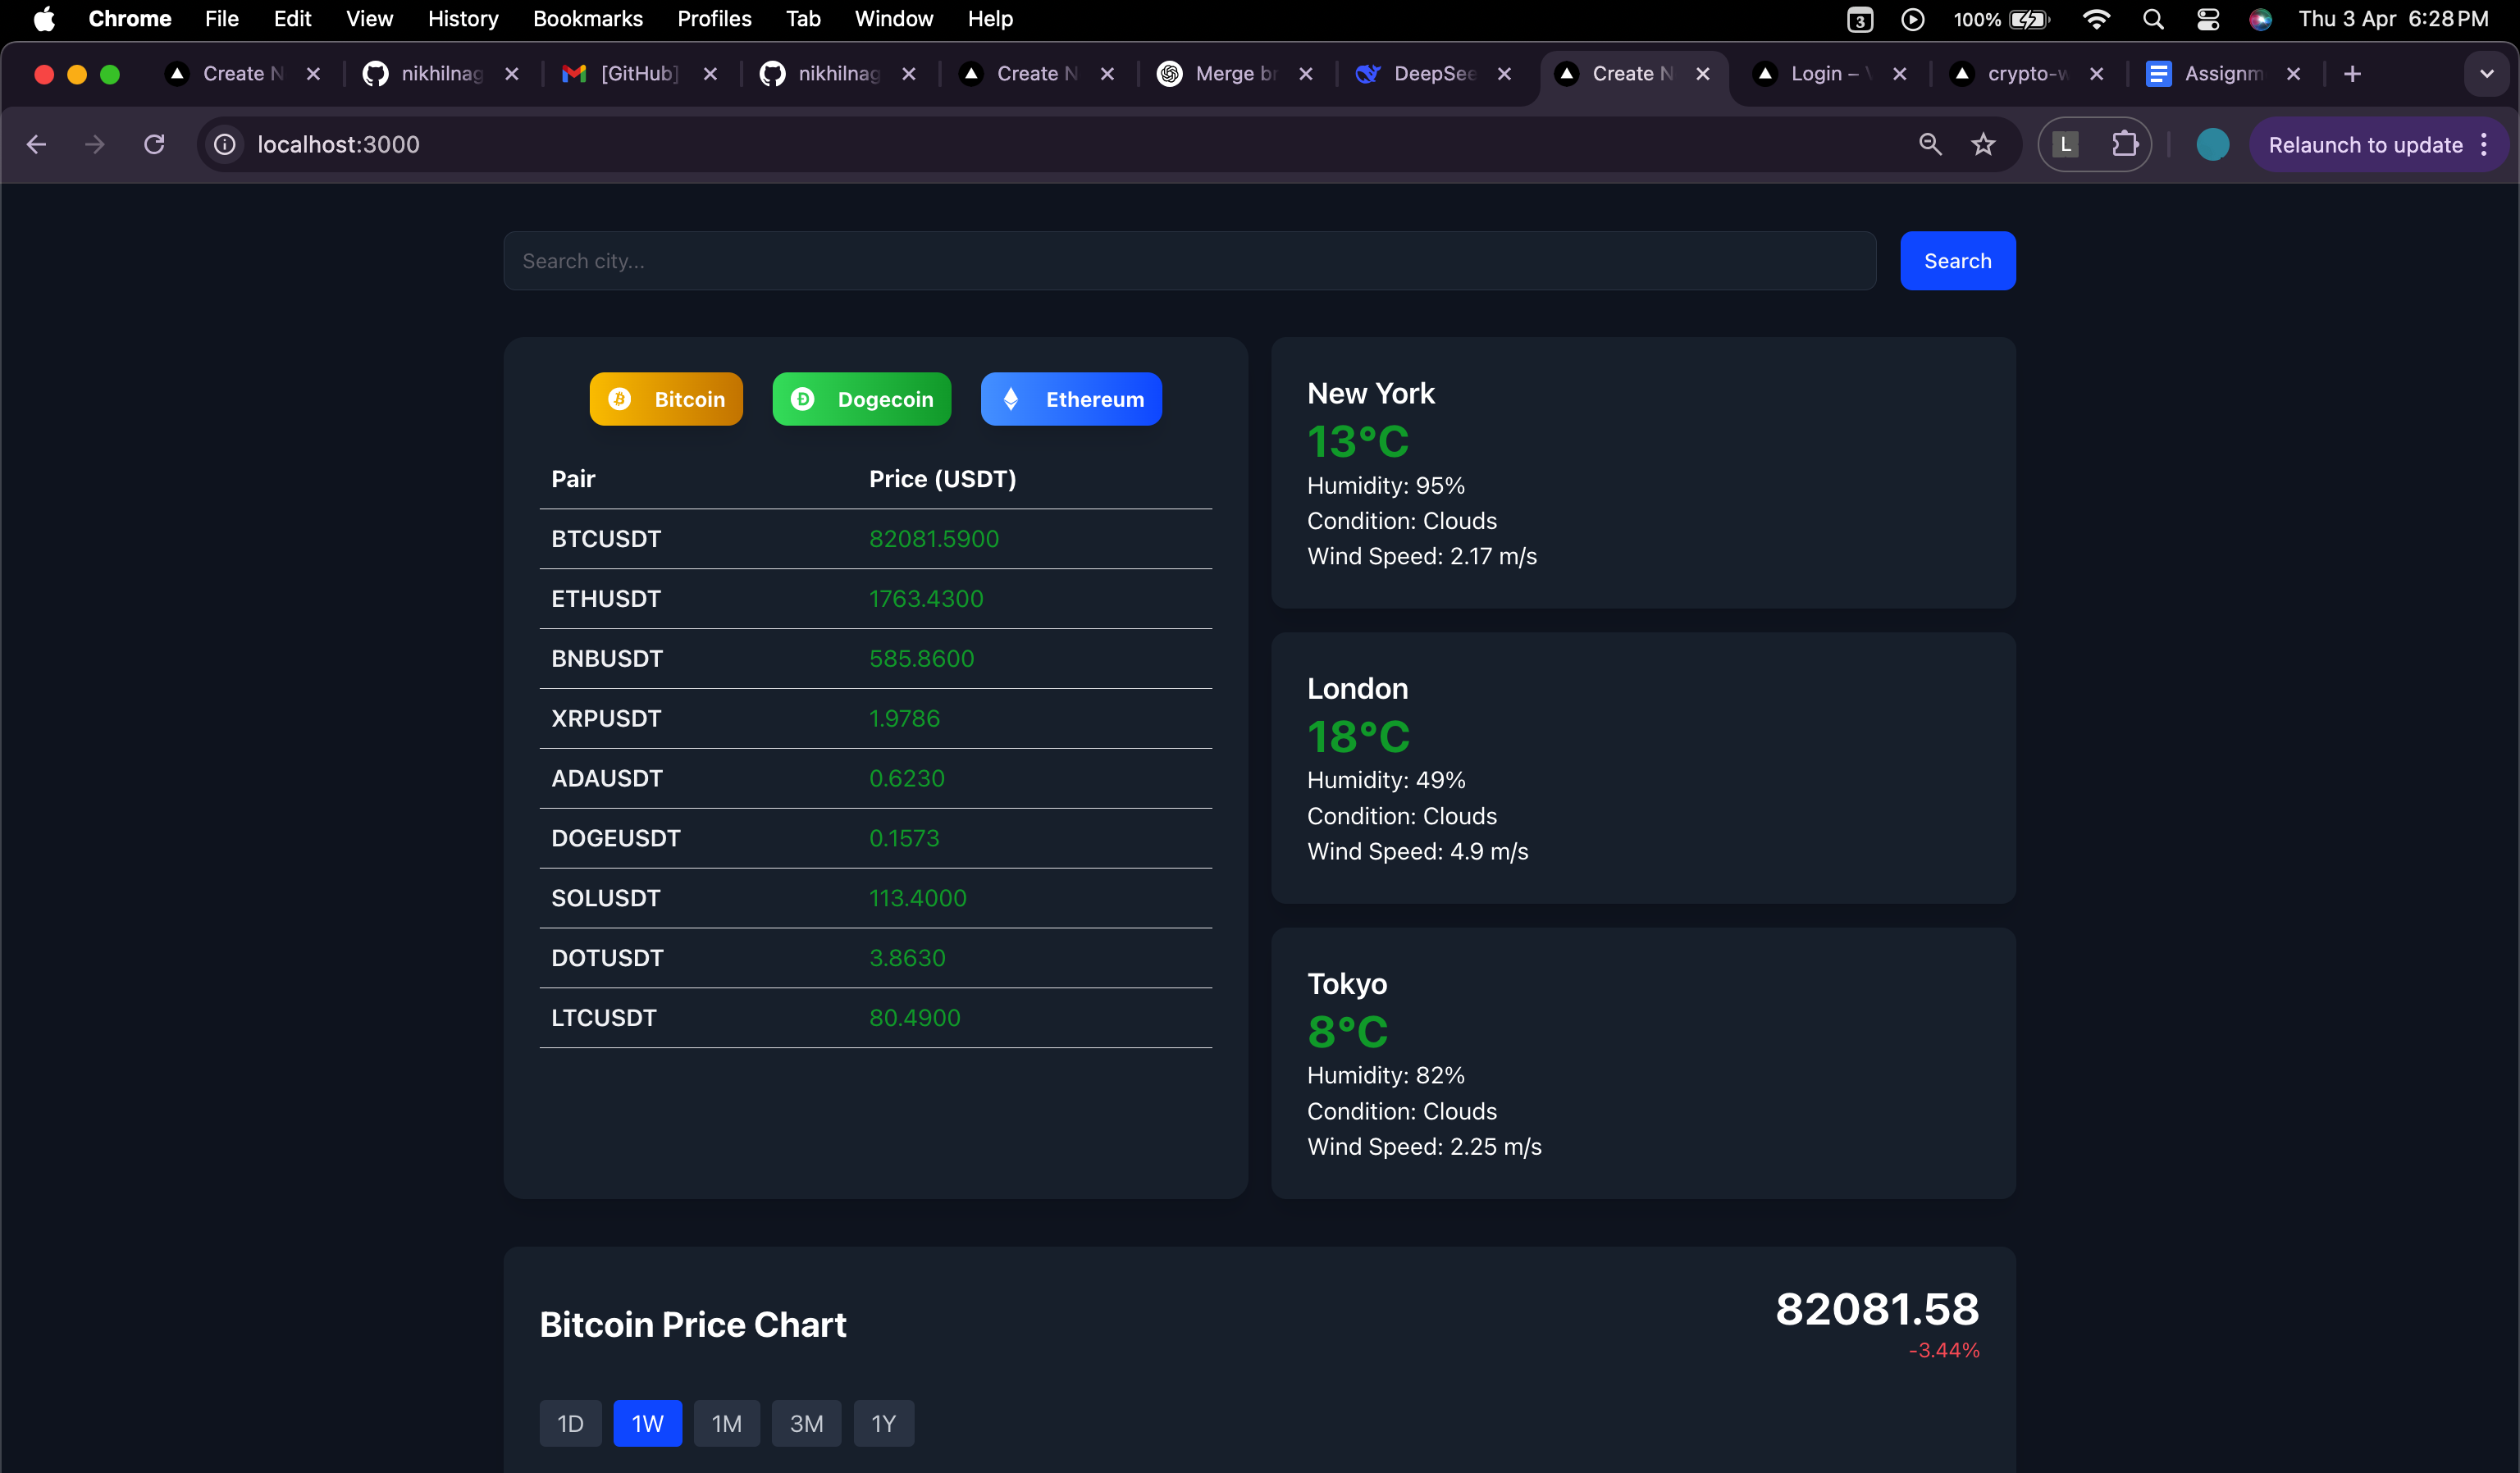 Chrome File Edit View History Bookmarks Profiles Tab Window Help 3 100% Thu 3 Apr 6:28 PM
Create N nikhilnag [GitHub] nikhilnag Create N Merge br DeepSee Create N Login – crypto-w Assignm
localhost:3000 L Relaunch to update
Search city... Search
Bitcoin Dogecoin Ethereum
Pair Price (USDT)
BTCUSDT 82081.5900
ETHUSDT 1763.4300
BNBUSDT 585.8600
XRPUSDT 1.9786
ADAUSDT 0.6230
DOGEUSDT 0.1573
SOLUSDT 113.4000
DOTUSDT 3.8630
LTCUSDT 80.4900
New York
13°C
Humidity: 95%
Condition: Clouds
Wind Speed: 2.17 m/s
London
18°C
Humidity: 49%
Condition: Clouds
Wind Speed: 4.9 m/s
Tokyo
8°C
Humidity: 82%
Condition: Clouds
Wind Speed: 2.25 m/s
Bitcoin Price Chart
82081.58
-3.44%
1D 1W 1M 3M 1Y